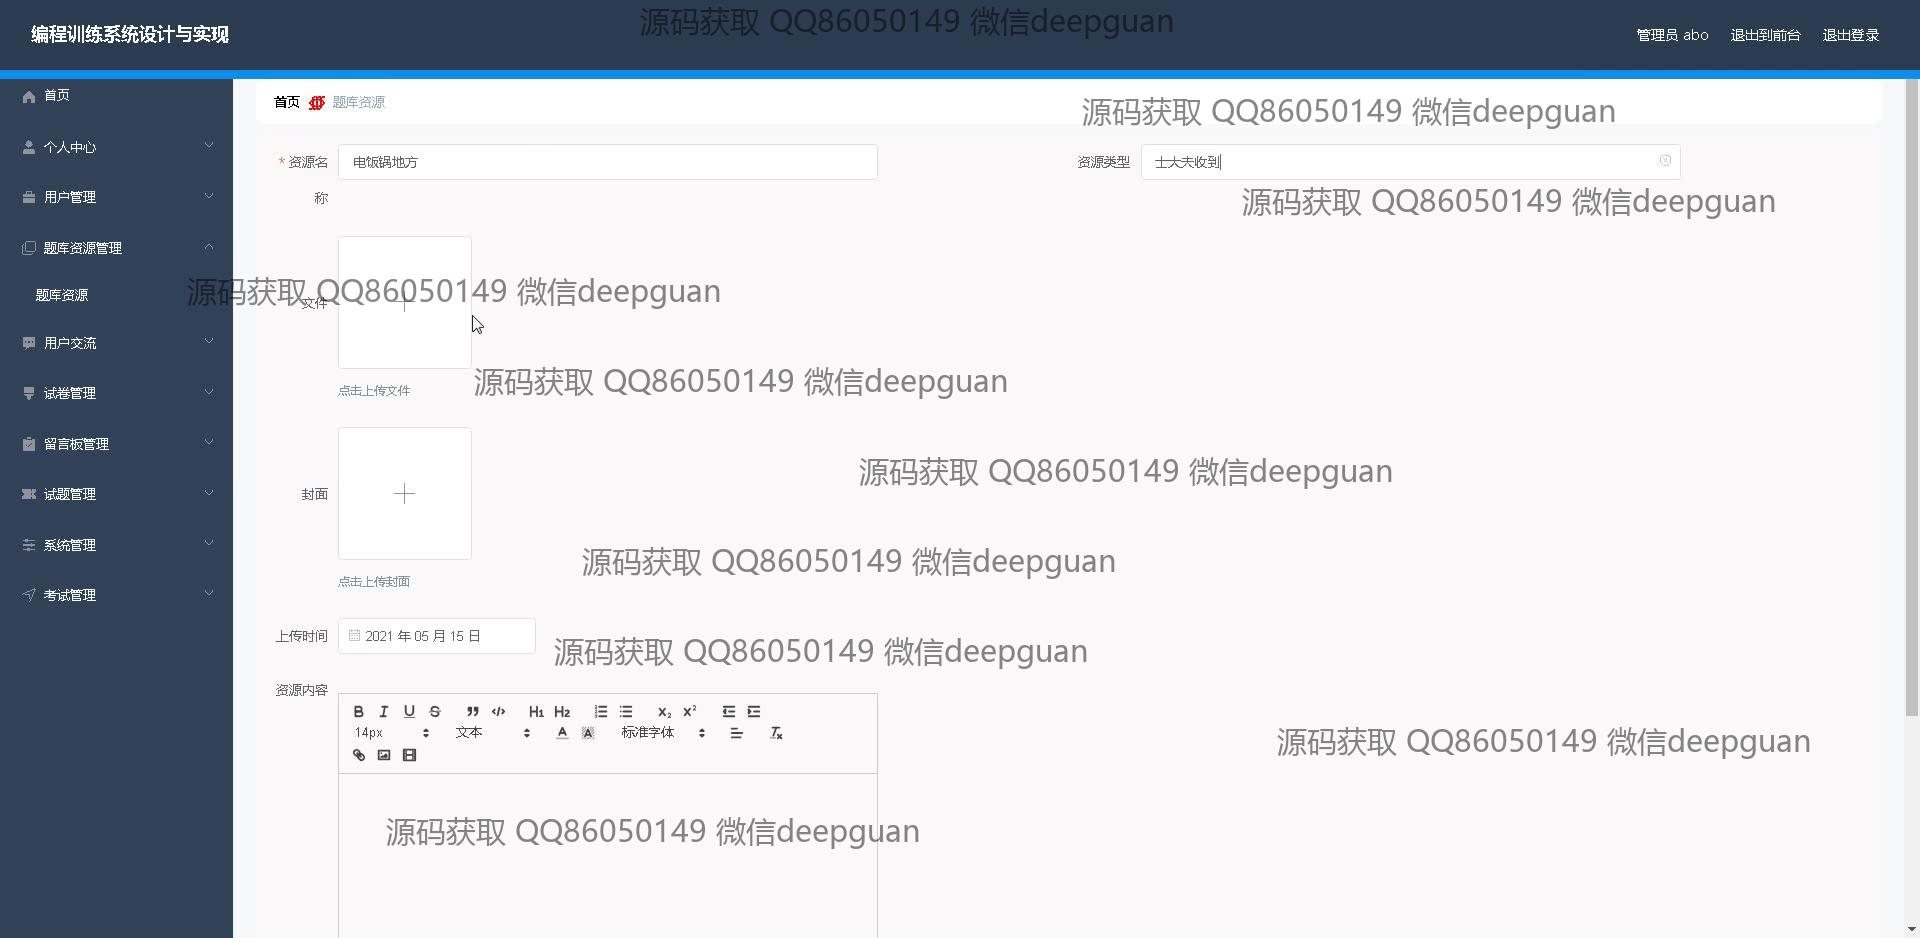 编程训练系统设计与实现
源码获取 QQ86050149 微信deepguan
管理员 abo
退出到前台
退出登录
首页
个人中心
用户管理
题库资源管理
题库资源
用户交流
试卷管理
留言板管理
试题管理
系统管理
考试管理
首页
题库资源
源码获取 QQ86050149 微信deepguan
* 资源名称
电饭锅地方
资源类型
士大夫收到
源码获取 QQ86050149 微信deepguan
源码获取 QQ86050149 微信deepguan
文件
点击上传文件
源码获取 QQ86050149 微信deepguan
源码获取 QQ86050149 微信deepguan
封面
源码获取 QQ86050149 微信deepguan
点击上传封面
上传时间
2021 年 05 月 15 日
源码获取 QQ86050149 微信deepguan
资源内容
B I U S H1 H2 X2 X2
14px 文本 A A 标准字体 Tx
源码获取 QQ86050149 微信deepguan
源码获取 QQ86050149 微信deepguan